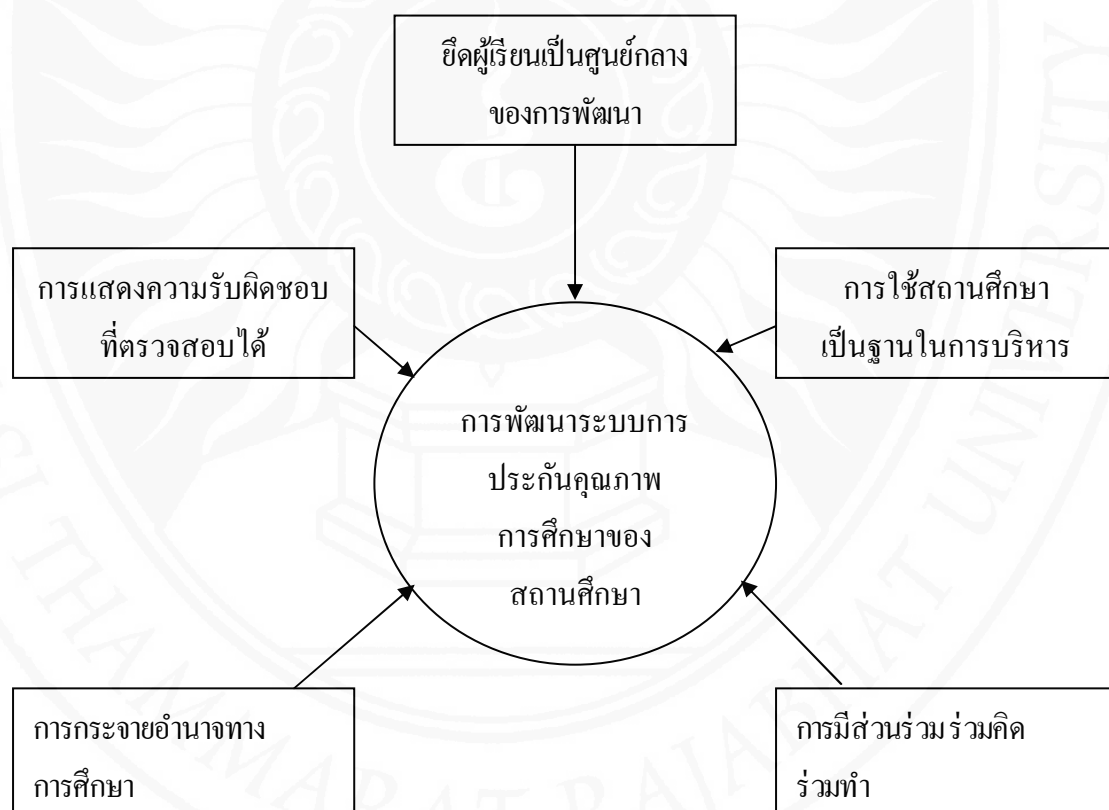 ยึดผู้เรียนเป็นศูนย์กลาง
ของการพัฒนา
การแสดงความรับผิดชอบ
ที่ตรวจสอบได้
การใช้สถานศึกษา
เป็นฐานในการบริหาร
การพัฒนาระบบการ
ประกันคุณภาพ
การศึกษาของ
สถานศึกษา
การกระจายอำนาจทาง
การศึกษา
การมีส่วนร่วม ร่วมคิด
ร่วมทำ
SI THAMMARAT RAJABHAT UNIVERSITY